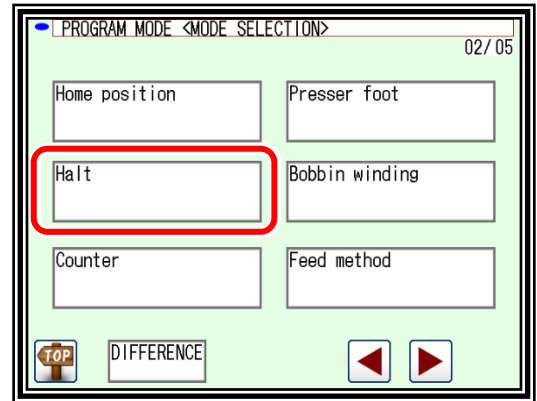 PROGRAM MODE <MODE SELECTION>
02/05
Home position
Presser foot
Halt
Bobbin winding
Counter
Feed method
TOP
DIFFERENCE